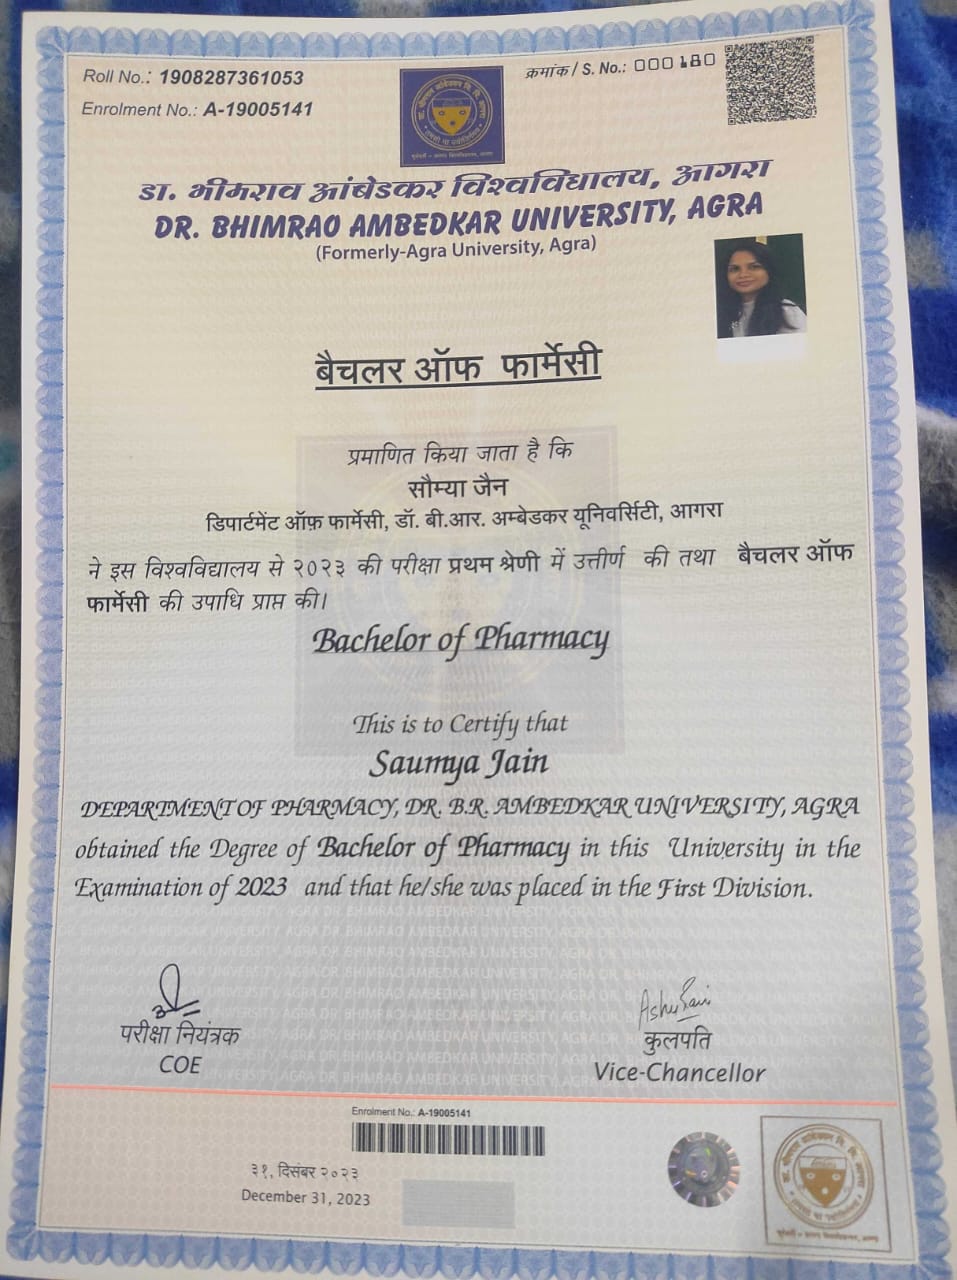 Roll No.: 1908287361053
क्रमांक / S. No.: 000180
Enrolment No.: A-19005141
डा. भीमराव आंबेडकर विश्वविद्यालय, आगरा
DR. BHIMRAO AMBEDKAR UNIVERSITY, AGRA
(Formerly-Agra University, Agra)
बैचलर ऑफ फार्मेसी
प्रमाणित किया जाता है कि
सौम्या जैन
डिपार्टमेंट ऑफ़ फार्मेसी, डॉ. बी.आर. अम्बेडकर यूनिवर्सिटी, आगरा
ने इस विश्वविद्यालय से २०२३ की परीक्षा प्रथम श्रेणी में उत्तीर्ण की तथा बैचलर ऑफ
फार्मेसी की उपाधि प्राप्त की।
Bachelor of Pharmacy
This is to Certify that
Saumya Jain
DEPARTMENT OF PHARMACY, DR. B.R. AMBEDKAR UNIVERSITY, AGRA
obtained the Degree of Bachelor of Pharmacy in this University in the
Examination of 2023 and that he/she was placed in the First Division.
परीक्षा नियंत्रक
COE
कुलपति
Vice-Chancellor
Enrolment No.: A-19005141
३१, दिसंबर २०२३
December 31, 2023